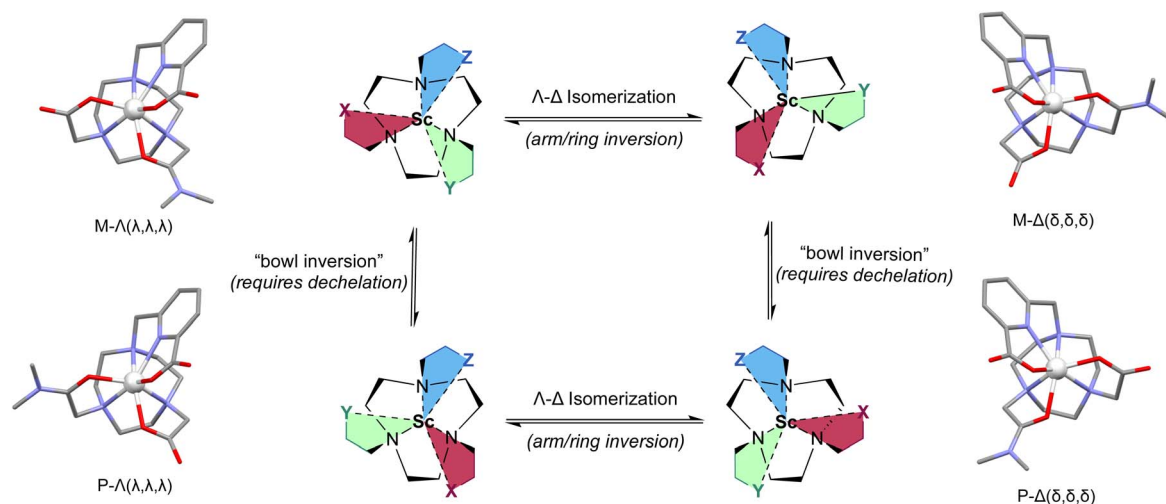 Z
N
X
Sc
N
N
Y
M-Λ(λ,λ,λ)
Λ-Δ Isomerization
(arm/ring inversion)
Z
N
Sc
Y
N
N
X
M-Δ(δ,δ,δ)
“bowl inversion”
(requires dechelation)
“bowl inversion”
(requires dechelation)
Z
N
Y
Sc
N
N
X
P-Λ(λ,λ,λ)
Λ-Δ Isomerization
(arm/ring inversion)
Z
N
X
Sc
N
N
Y
P-Δ(δ,δ,δ)